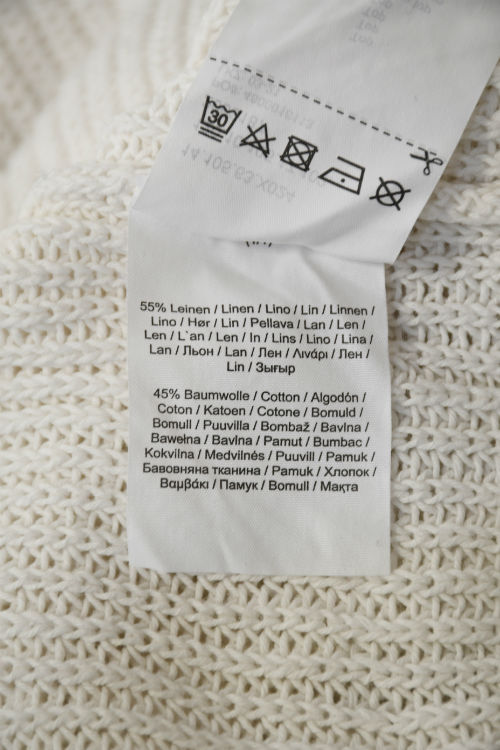 30
(IN)
55% Leinen / Linen / Lino / Lin / Linnen /
Lino / Hør / Lin / Pellava / Lan / Len /
Len / L`an / Len / In / Lins / Lino / Lina /
Lan / Льон / Lan / Лен / Λινάρι / Лен /
Lin / Зығыр
45% Baumwolle / Cotton / Algodón /
Coton / Katoen / Cotone / Bomuld /
Bomull / Puuvilla / Bombaž / Bavlna /
Bawełna / Bavlna / Pamut / Bumbac /
Kokvilna / Medvilnės / Puuvill / Pamuk /
Бавовняна тканина / Pamuk / Хлопок /
Βαμβάκι / Памук / Bomull / Мақта